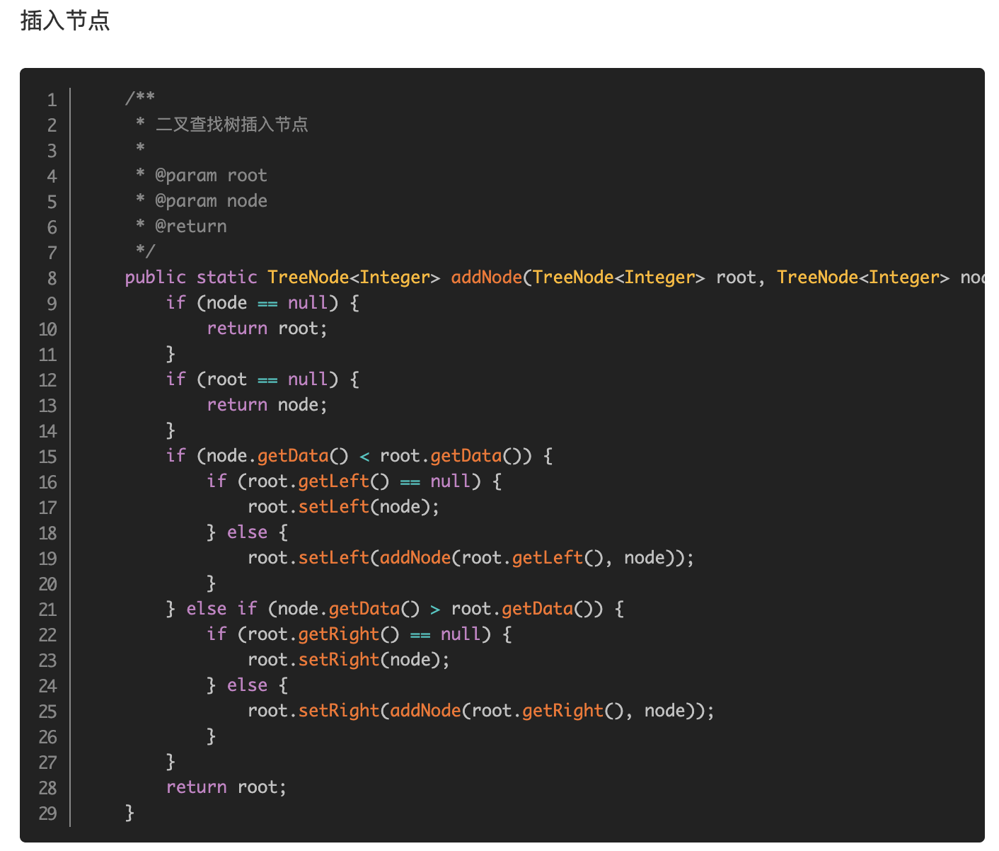 插入节点
1 /**
2 * 二叉查找树插入节点
3 *
4 * @param root
5 * @param node
6 * @return
7 */
8 public static TreeNode<Integer> addNode(TreeNode<Integer> root, TreeNode<Integer> noc
9 if (node == null) {
10 return root;
11 }
12 if (root == null) {
13 return node;
14 }
15 if (node.getData() < root.getData()) {
16 if (root.getLeft() == null) {
17 root.setLeft(node);
18 } else {
19 root.setLeft(addNode(root.getLeft(), node));
20 }
21 } else if (node.getData() > root.getData()) {
22 if (root.getRight() == null) {
23 root.setRight(node);
24 } else {
25 root.setRight(addNode(root.getRight(), node));
26 }
27 }
28 return root;
29 }